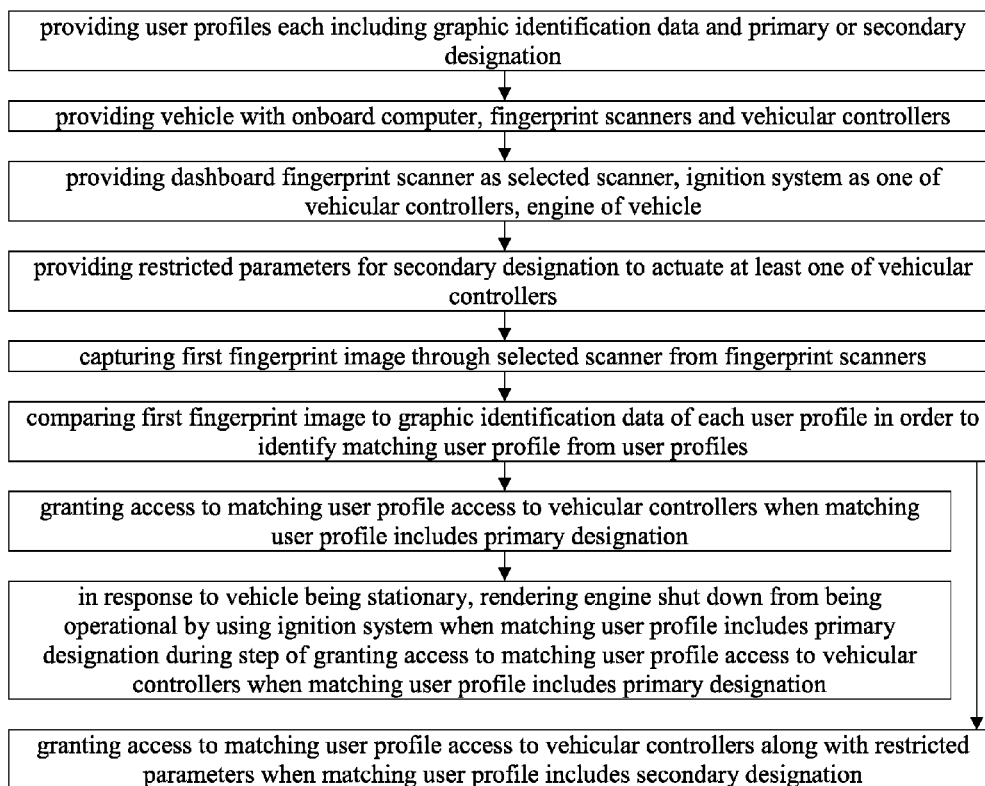 providing user profiles each including graphic identification data and primary or secondary
designation
providing vehicle with onboard computer, fingerprint scanners and vehicular controllers
providing dashboard fingerprint scanner as selected scanner, ignition system as one of
vehicular controllers, engine of vehicle
providing restricted parameters for secondary designation to actuate at least one of vehicular
controllers
capturing first fingerprint image through selected scanner from fingerprint scanners
comparing first fingerprint image to graphic identification data of each user profile in order to
identify matching user profile from user profiles
granting access to matching user profile access to vehicular controllers when matching
user profile includes primary designation
in response to vehicle being stationary, rendering engine shut down from being
operational by using ignition system when matching user profile includes primary
designation during step of granting access to matching user profile access to vehicular
controllers when matching user profile includes primary designation
granting access to matching user profile access to vehicular controllers along with restricted
parameters when matching user profile includes secondary designation